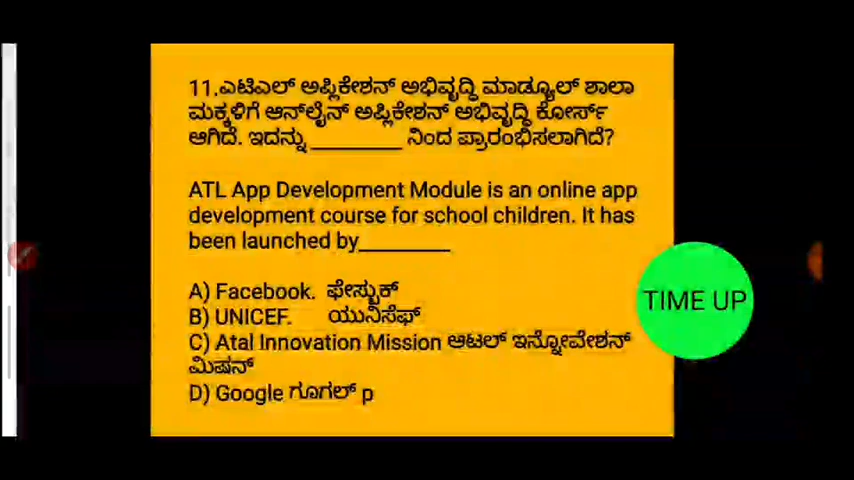 11.ಎಟಿಎಲ್ ಅಪ್ಲಿಕೇಶನ್ ಅಭಿವೃದ್ಧಿ ಮಾಡ್ಯೂಲ್ ಶಾಲಾ
ಮಕ್ಕಳಿಗೆ ಆನ್‌ಲೈನ್ ಅಪ್ಲಿಕೇಶನ್ ಅಭಿವೃದ್ಧಿ ಕೋರ್ಸ್
ಆಗಿದೆ. ಇದನ್ನು _________ ನಿಂದ ಪ್ರಾರಂಭಿಸಲಾಗಿದೆ?
ATL App Development Module is an online app
development course for school children. It has
been launched by_________
A) Facebook. ಫೇಸ್ಬುಕ್
B) UNICEF. ಯುನಿಸೆಫ್
C) Atal Innovation Mission ಆಟಲ್ ಇನ್ನೋವೇಶನ್
ಮಿಷನ್
D) Google ಗೂಗಲ್ p
TIME UP